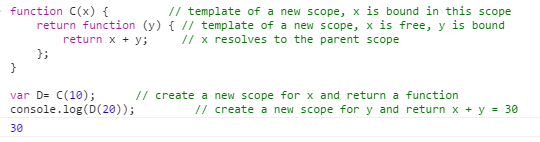 function C(x) {         // template of a new scope, x is bound in this scope
    return function (y) { // template of a new scope, x is free, y is bound
        return x + y;     // x resolves to the parent scope
    };
}
var D= C(10);      // create a new scope for x and return a function
console.log(D(20));         // create a new scope for y and return x + y = 30
30